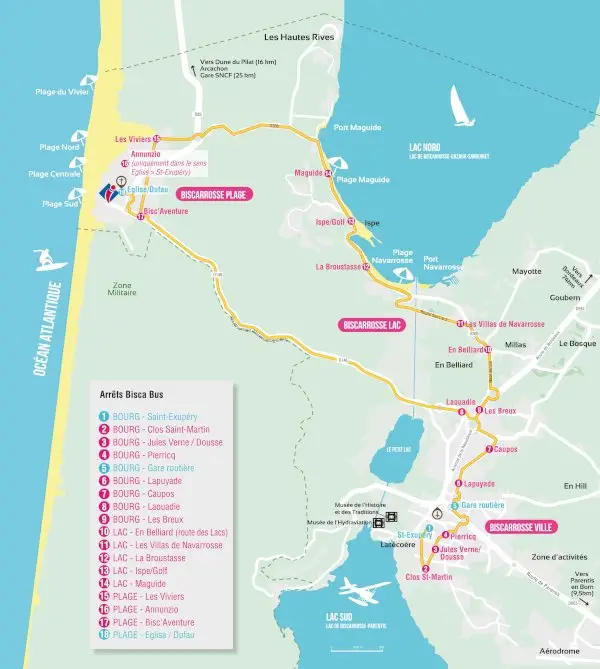 Les Hautes Rives
Vers Dune du Pilat (16 km)
Arcachon
Gare SNCF (25 km)
Plage du Vivier
Les Viviers 15
Port Maguide
LAC NORD
LAC DE BISCARROSSE-CAZAUX-SANGUINET
Plage Nord
16 Annunzio
(uniquement dans le sens
Eglise > St-Exupéry)
Plage Centrale
Maguide 14
Plage Maguide
18 Eglise/Dufau
BISCARROSSE PLAGE
Plage Sud
17 Bisc'Aventure
Ispe/Golf 13
Ispe
Plage
Navarrosse
Port
Navarrosse
La Broustasse 12
Mayotte
Vers
Bordeaux
Goubern
Zone
Militaire
OCÉAN ATLANTIQUE
BISCARROSSE LAC
11 Les Villas de Navarrosse
Le Bosque
En Belliard 10
Millas
En Belliard
Laouadie
8
9 Les Breux
LE PETIT LAC
7 Caupos
6 Lapuyade
En Hill
Musée de l'Histoire
et des Traditions
5 Gare routière
Musée de l'Hydraviation
St-Exupéry
1
BISCARROSSE VILLE
4 Pierricq
Latécoère
3 Jules Verne/
Dousse
2
Clos St-Martin
Zone d'activités
Route de Parentis
Vers
Parentis
en Born
(9,5km)
LAC SUD
LAC DE BISCARROSSE-PARENTIS
Aérodrome
Arrêts Bisca Bus
1 BOURG - Saint-Exupéry
2 BOURG - Clos Saint-Martin
3 BOURG - Jules Verne / Dousse
4 BOURG - Pierricq
5 BOURG - Gare routière
6 BOURG - Lapuyade
7 BOURG - Caupos
8 BOURG - Laouadie
9 BOURG - Les Breux
10 LAC - En Belliard (route des Lacs)
11 LAC - Les Villas de Navarrosse
12 LAC - La Broustasse
13 LAC - Ispe/Golf
14 LAC - Maguide
15 PLAGE - Les Viviers
16 PLAGE - Annunzio
17 PLAGE - Bisc'Aventure
18 PLAGE - Eglise / Dufau